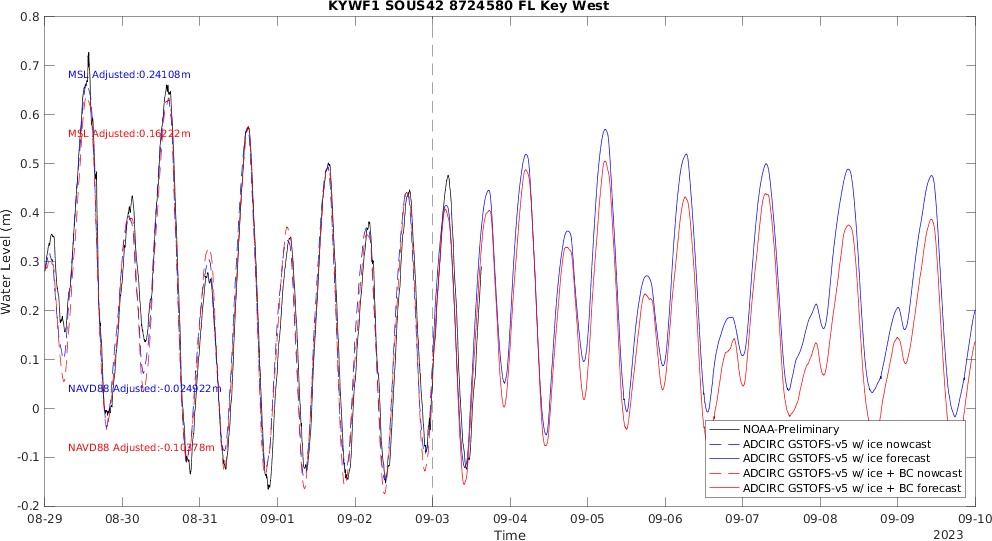 KYWF1 SOUS42 8724580 FL Key West
0.8
0.7
0.6
0.5
0.4
0.3
0.2
0.1
0
-0.1
-0.2
Water Level (m)
MSL Adjusted:0.24108m
MSL Adjusted:0.16222m
NAVD88 Adjusted:-0.024922m
NAVD88 Adjusted:-0.10378m
NOAA-Preliminary
ADCIRC GSTOFS-v5 w/ ice nowcast
ADCIRC GSTOFS-v5 w/ ice forecast
ADCIRC GSTOFS-v5 w/ ice + BC nowcast
ADCIRC GSTOFS-v5 w/ ice + BC forecast
08-29 08-30 08-31 09-01 09-02 09-03 09-04 09-05 09-06 09-07 09-08 09-09 09-10
Time
2023